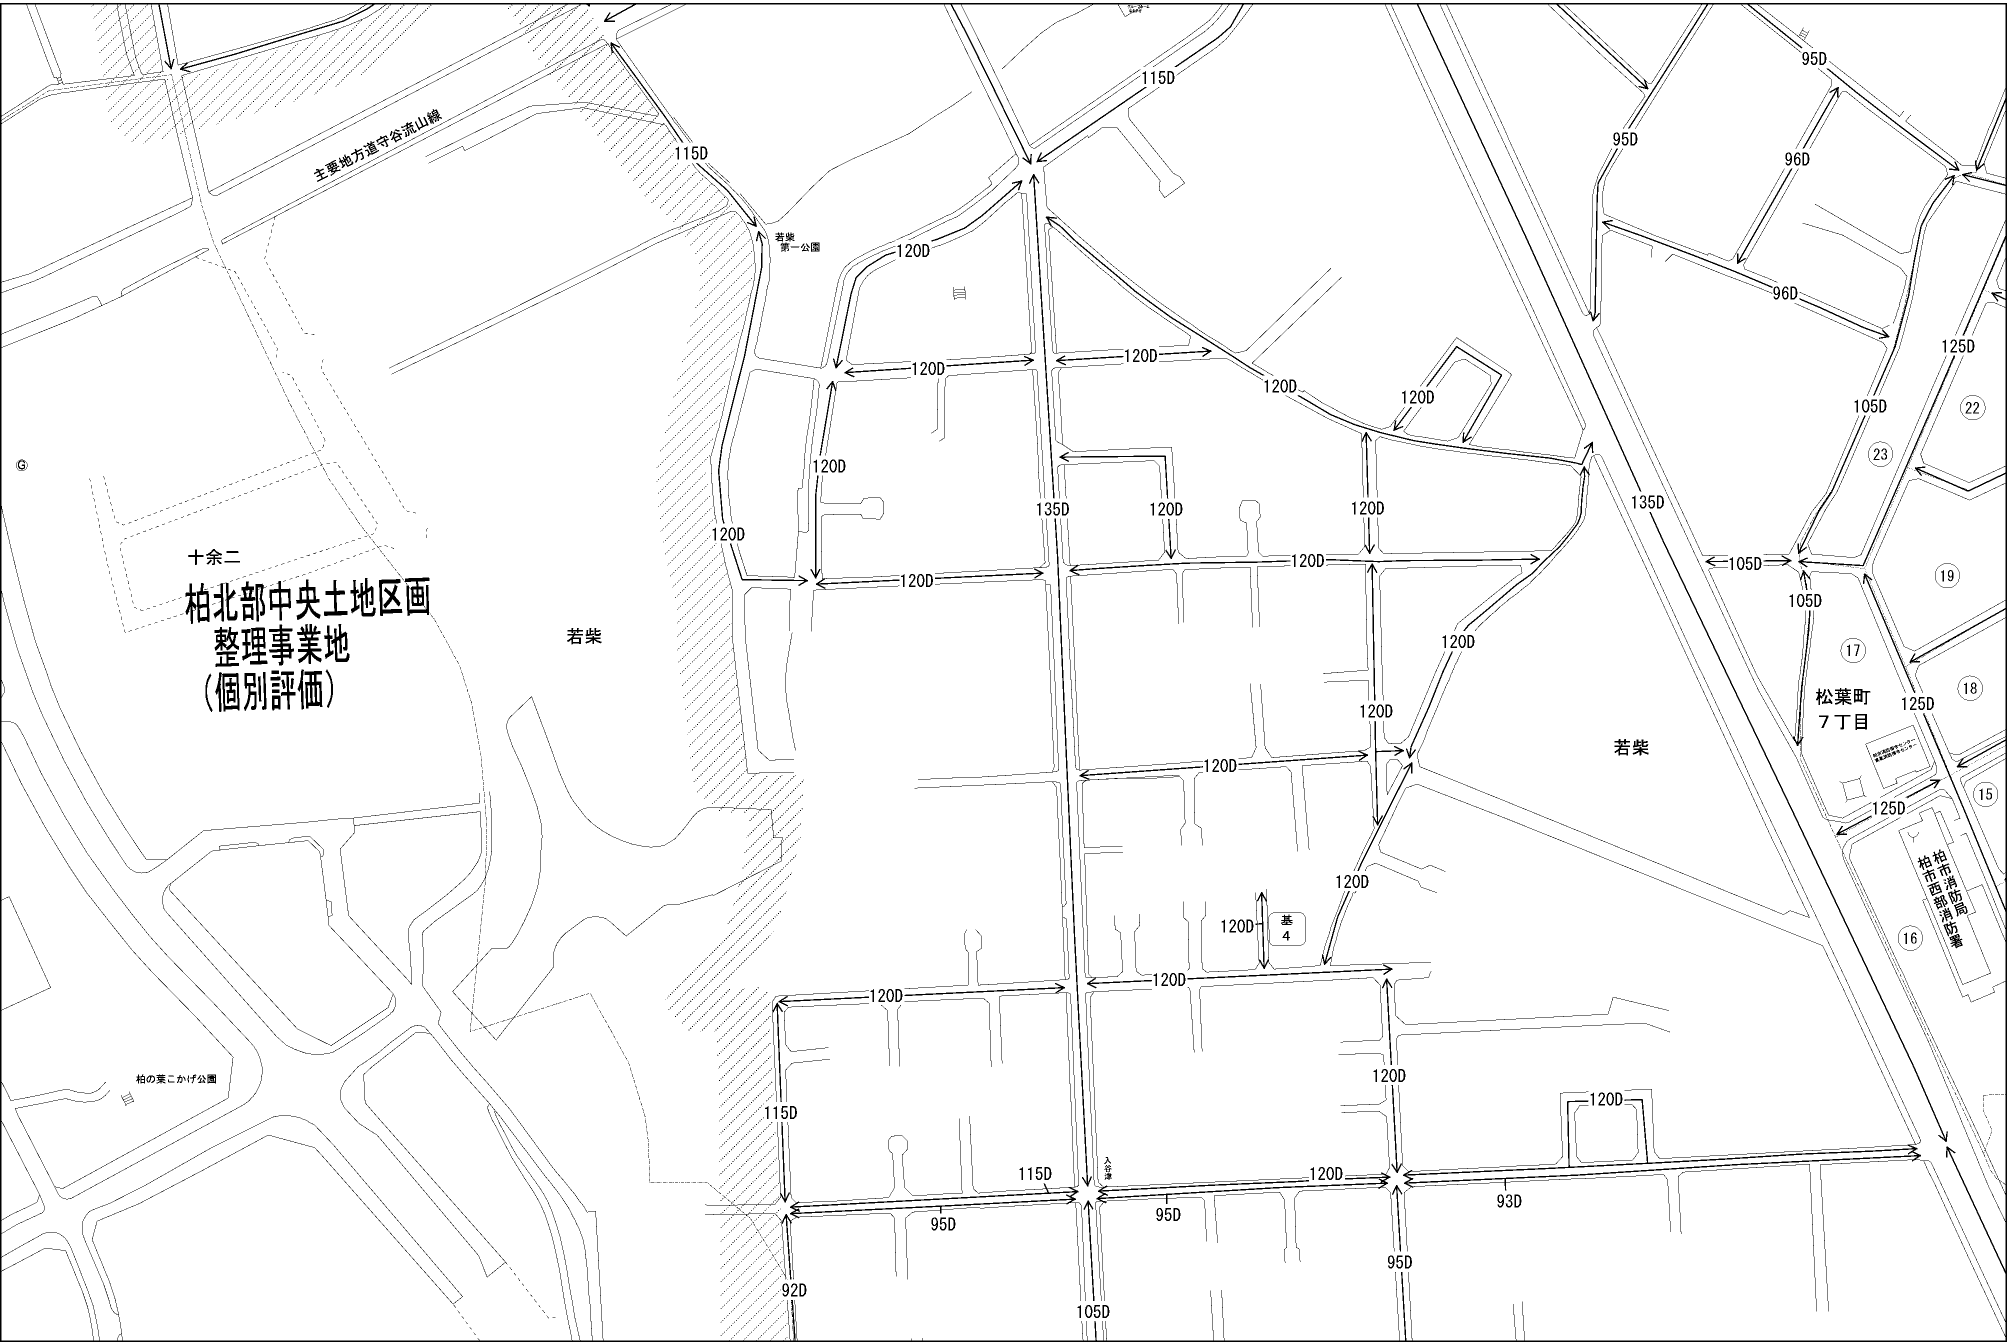 95D
115D
95D
主要地方道守谷流山線
115D
96D
若柴
第一公園
120D
96D
125D
120D
120D
120D
120D
105D
22
23
120D
G
135D
120D
120D
135D
120D
十余二
120D
120D
105D
19
柏北部中央土地区画
整理事業地
(個別評価)
105D
若柴
120D
17
18
松葉町
7丁目
125D
120D
若柴
120D
15
125D
柏市消防局
柏市西部消防署
120D
120D
基
4
16
120D
120D
柏の葉こかげ公園
120D
115D
120D
入谷津
115D
120D
95D
95D
93D
95D
92D
105D